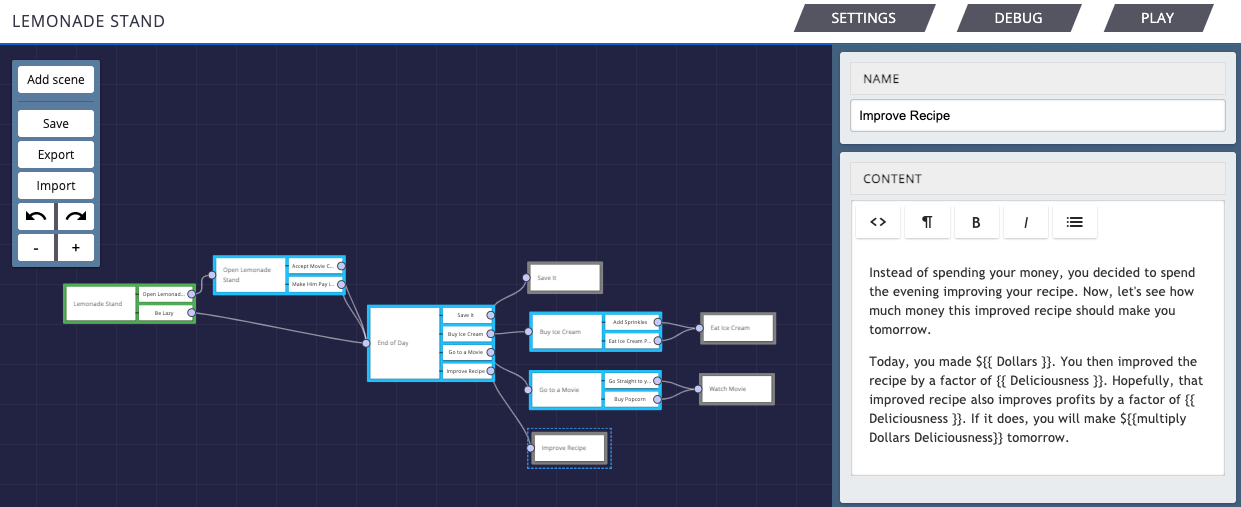 LEMONADE STAND
SETTINGS
DEBUG
PLAY
Add scene
Save
Export
Import
-
+
Lemonade Stand
Open Lemonad...
Be Lazy
Open Lemonade
Stand
Accept Movie C...
Make Him Pay i...
End of Day
Save it
Buy Ice Cream
Go to a Movie
Improve Recipe
Save It
Buy Ice Cream
Add Sprinkles
Eat Ice Cream P...
Eat Ice Cream
Go to a Movie
Go Straight to y...
Buy Popcorn
Watch Movie
Improve Recipe
NAME
Improve Recipe
CONTENT
<> ¶ B I
Instead of spending your money, you decided to spend
the evening improving your recipe. Now, let's see how
much money this improved recipe should make you
tomorrow.
Today, you made ${{ Dollars }}. You then improved the
recipe by a factor of {{ Deliciousness }}. Hopefully, that
improved recipe also improves profits by a factor of {{
Deliciousness }}. If it does, you will make ${{multiply
Dollars Deliciousness}} tomorrow.